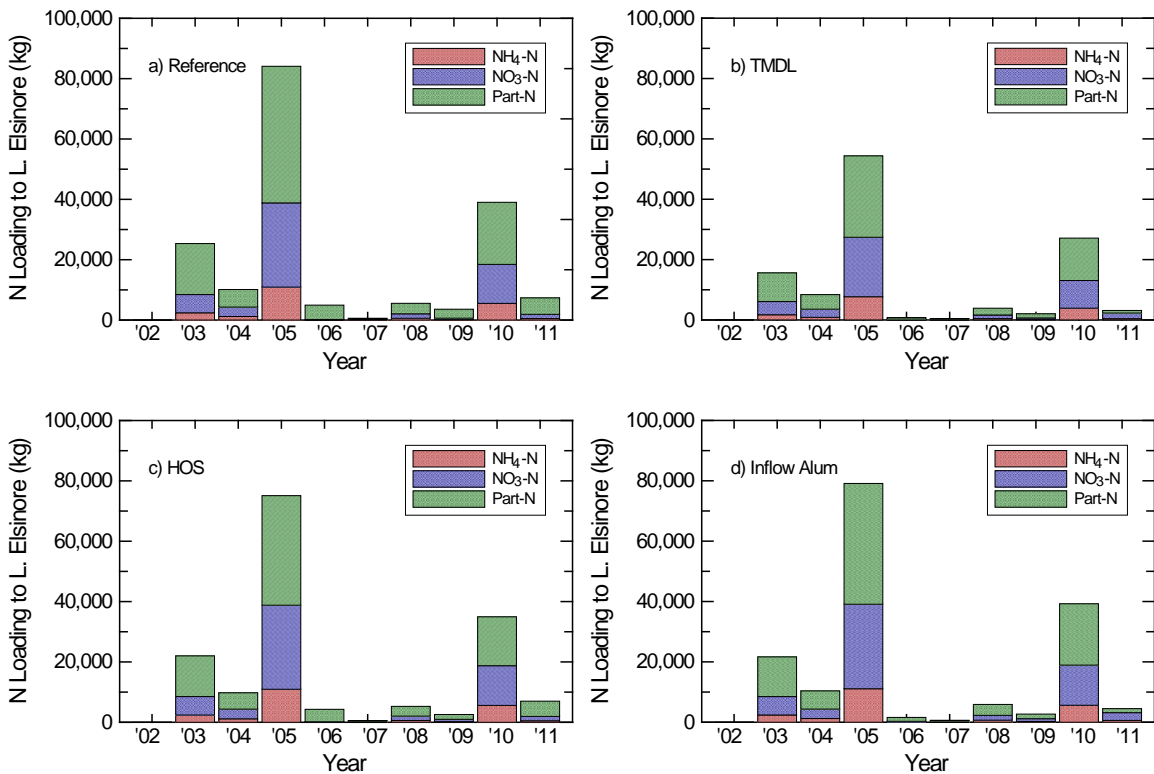 100,000
80,000
60,000
40,000
20,000
0
N Loading to L. Elsinore (kg)
a) Reference
NH4-N
NO3-N
Part-N
'02 '03 '04 '05 '06 '07 '08 '09 '10 '11
Year
100,000
80,000
60,000
40,000
20,000
0
N Loading to L. Elsinore (kg)
b) TMDL
NH4-N
NO3-N
Part-N
'02 '03 '04 '05 '06 '07 '08 '09 '10 '11
Year
100,000
80,000
60,000
40,000
20,000
0
N Loading to L. Elsinore (kg)
c) HOS
NH4-N
NO3-N
Part-N
'02 '03 '04 '05 '06 '07 '08 '09 '10 '11
Year
100,000
80,000
60,000
40,000
20,000
0
N Loading to L. Elsinore (kg)
d) Inflow Alum
NH4-N
NO3-N
Part-N
'02 '03 '04 '05 '06 '07 '08 '09 '10 '11
Year